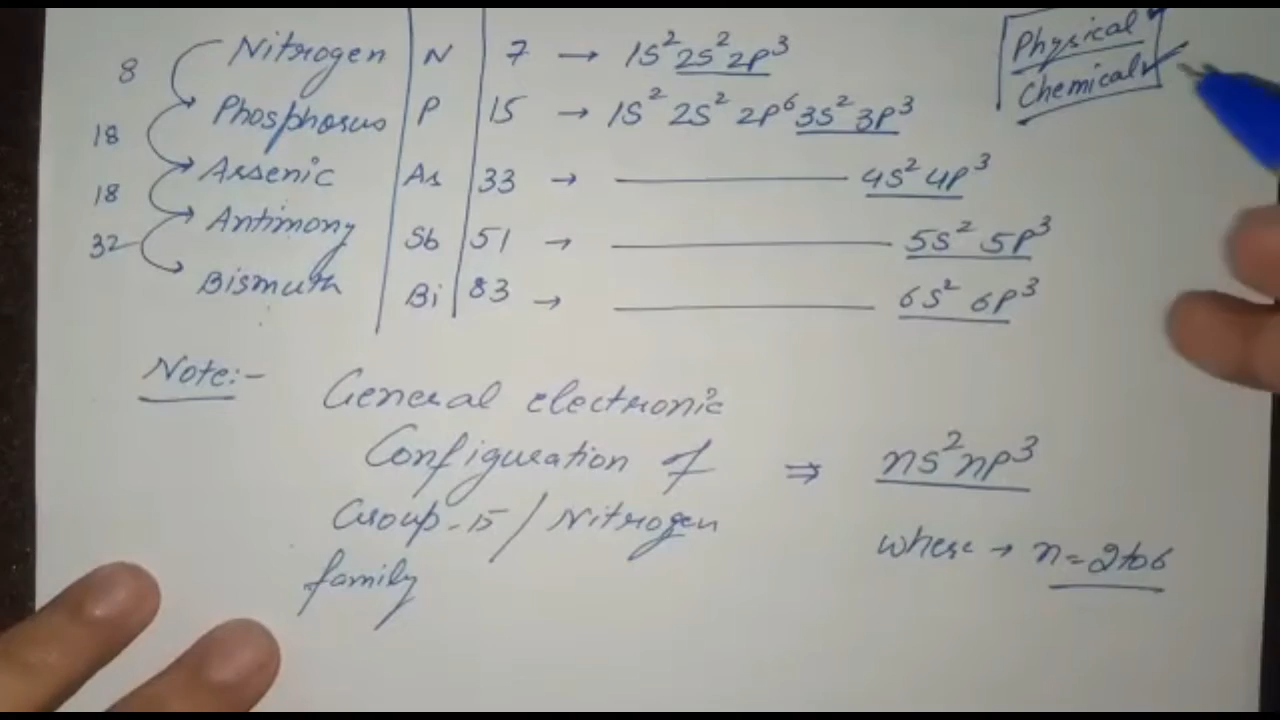 Nitrogen N 7 → 1S² 2S² 2P³
8
Phosphorus P 15 → 1S² 2S² 2P⁶ 3S² 3P³
18
Arsenic As 33 → 4S² 4P³
18
Antimony Sb 51 → 5S² 5P³
32
Bismuth Bi 83 → 6S² 6P³
Physical
Chemical
Note:- General electronic
Configuration of ⇒ ns²np³
Group-15 / Nitrogen
family
where → n = 2 to 6